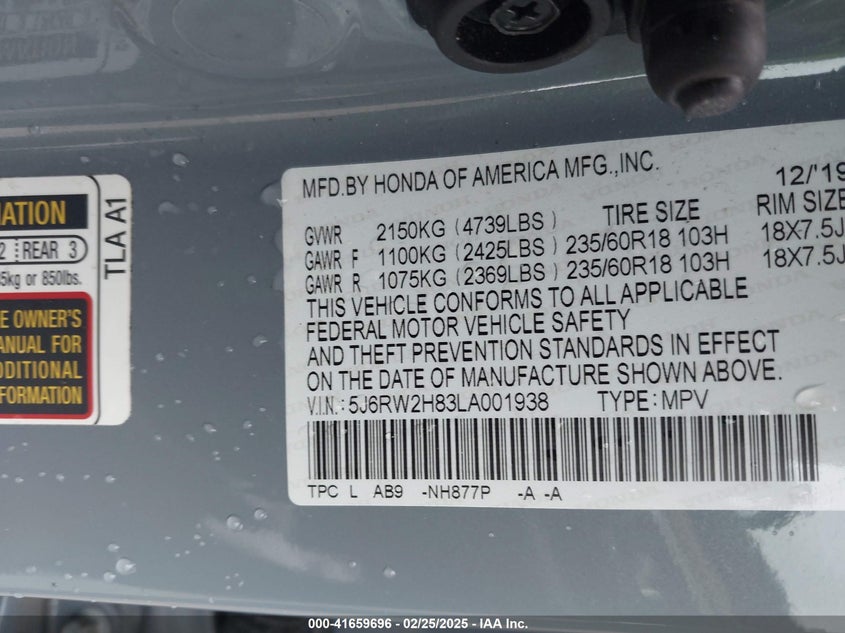 MATION
2 REAR 3
5kg or 850lbs.
E OWNER'S
ANUAL FOR
DDITIONAL
FORMATION
TLA A1
MFD.BY HONDA OF AMERICA MFG.,INC. 12/'19
TIRE SIZE RIM SIZE
GVWR 2150KG (4739LBS)
GAWR F 1100KG (2425LBS) 235/60R18 103H 18X7.5J
GAWR R 1075KG (2369LBS) 235/60R18 103H 18X7.5J
THIS VEHICLE CONFORMS TO ALL APPLICABLE
FEDERAL MOTOR VEHICLE SAFETY
AND THEFT PREVENTION STANDARDS IN EFFECT
ON THE DATE OF MANUFACTURE SHOWN ABOVE.
V.I.N.: 5J6RW2H83LA001938 TYPE: MPV
TPC L AB9 -NH877P -A -A
000-41659696 - 02/25/2025 - IAA Inc.